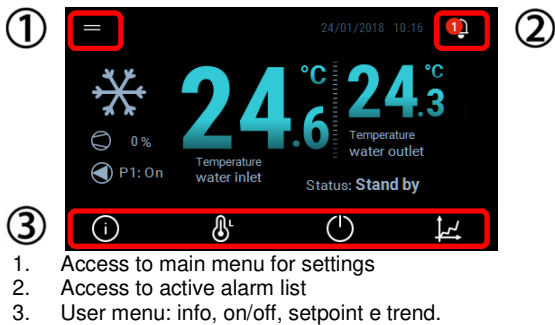 1
24/01/2018 10:16
1
2
24.6 °C
24.3 °C
0 %
Temperature
water inlet
Temperature
water outlet
P1: On
Status: Stand by
3
i
L
1. Access to main menu for settings
2. Access to active alarm list
3. User menu: info, on/off, setpoint e trend.